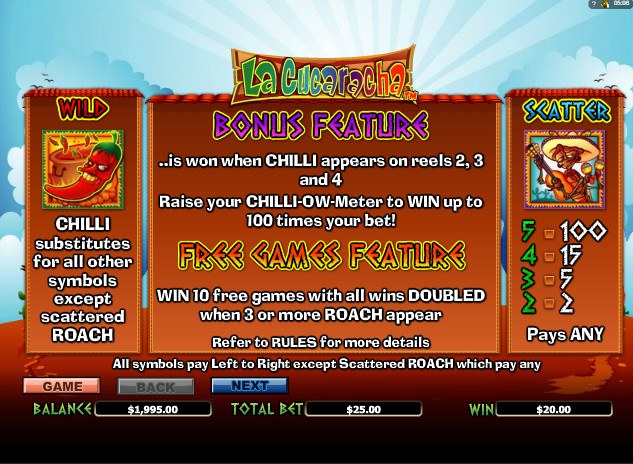 ? 05:06
La Cucaracha TM
WILD
BONUS FEATURE
SCATTER
..is won when CHILLI appears on reels 2, 3
and 4
Raise your CHILLI-OW-Meter to WIN up to
100 times your bet!
CHILLI
substitutes
for all other
symbols
except
scattered
ROACH
FREE GAMES FEATURE
WIN 10 free games with all wins DOUBLED
when 3 or more ROACH appear
Refer to RULES for more details
5 - 100
4 - 15
3 - 5
2 - 2
Pays ANY
All symbols pay Left to Right except Scattered ROACH which pay any
GAME BACK NEXT
BALANCE $1,995.00 TOTAL BET $25.00 WIN $20.00